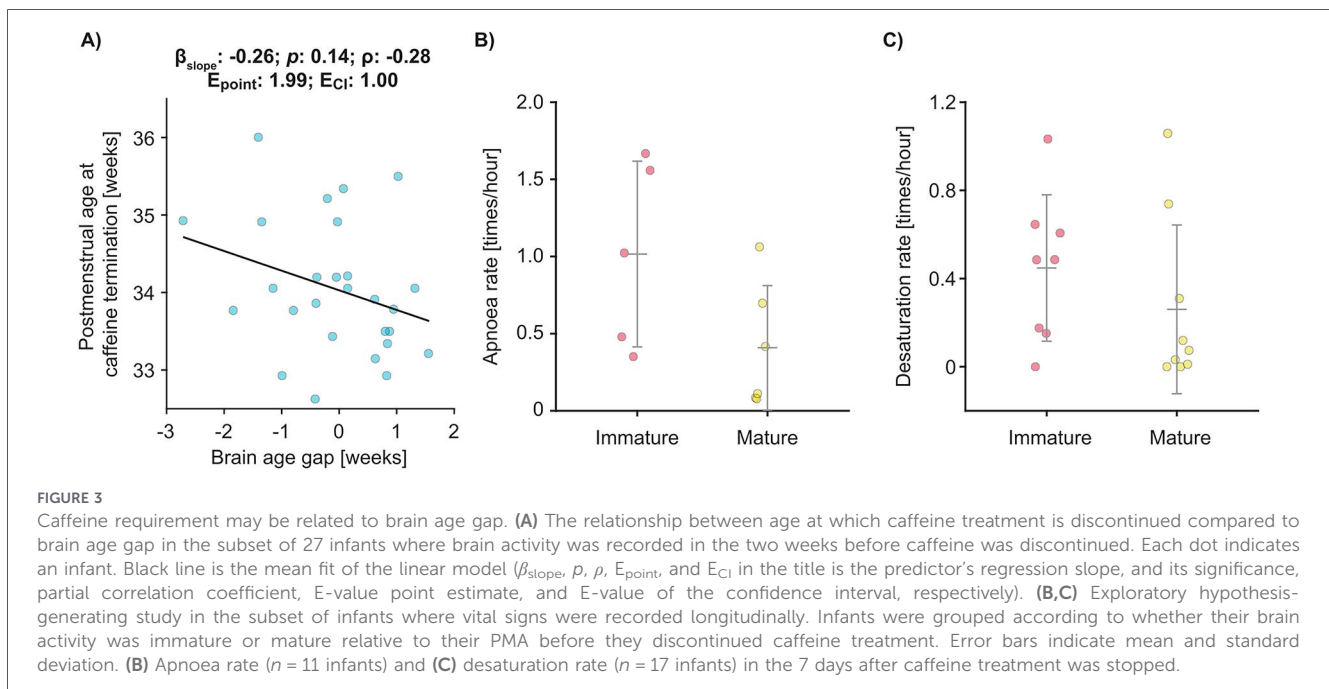 A)
β_slope: -0.26; p: 0.14; ρ: -0.28
E_point: 1.99; E_CI: 1.00
Postmenstrual age at
caffeine termination [weeks]
36
35
34
33
-3 -2 -1 0 1 2
Brain age gap [weeks]
B)
Apnoea rate [times/hour]
2.0
1.5
1.0
0.5
0
Immature Mature
C)
Desaturation rate [times/hour]
1.2
0.8
0.4
0
Immature Mature
FIGURE 3
Caffeine requirement may be related to brain age gap. (A) The relationship between age at which caffeine treatment is discontinued compared to
brain age gap in the subset of 27 infants where brain activity was recorded in the two weeks before caffeine was discontinued. Each dot indicates
an infant. Black line is the mean fit of the linear model (β_slope, p, ρ, E_point, and E_CI in the title is the predictor's regression slope, and its significance,
partial correlation coefficient, E-value point estimate, and E-value of the confidence interval, respectively). (B,C) Exploratory hypothesis-
generating study in the subset of infants where vital signs were recorded longitudinally. Infants were grouped according to whether their brain
activity was immature or mature relative to their PMA before they discontinued caffeine treatment. Error bars indicate mean and standard
deviation. (B) Apnoea rate (n = 11 infants) and (C) desaturation rate (n = 17 infants) in the 7 days after caffeine treatment was stopped.